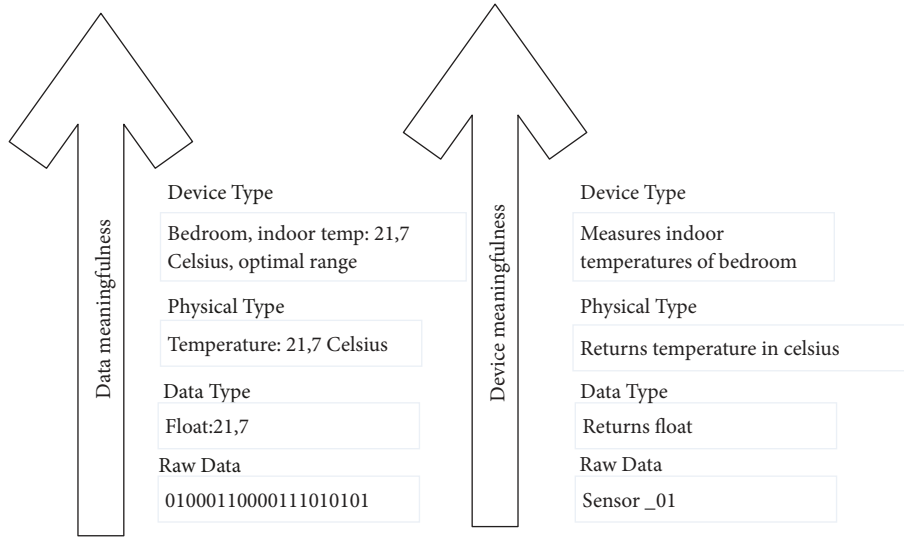 Data meaningfulness
Device Type
Bedroom, indoor temp: 21,7
Celsius, optimal range
Physical Type
Temperature: 21,7 Celsius
Data Type
Float:21,7
Raw Data
01000110000111010101
Device meaningfulness
Device Type
Measures indoor
temperatures of bedroom
Physical Type
Returns temperature in celsius
Data Type
Returns float
Raw Data
Sensor _01